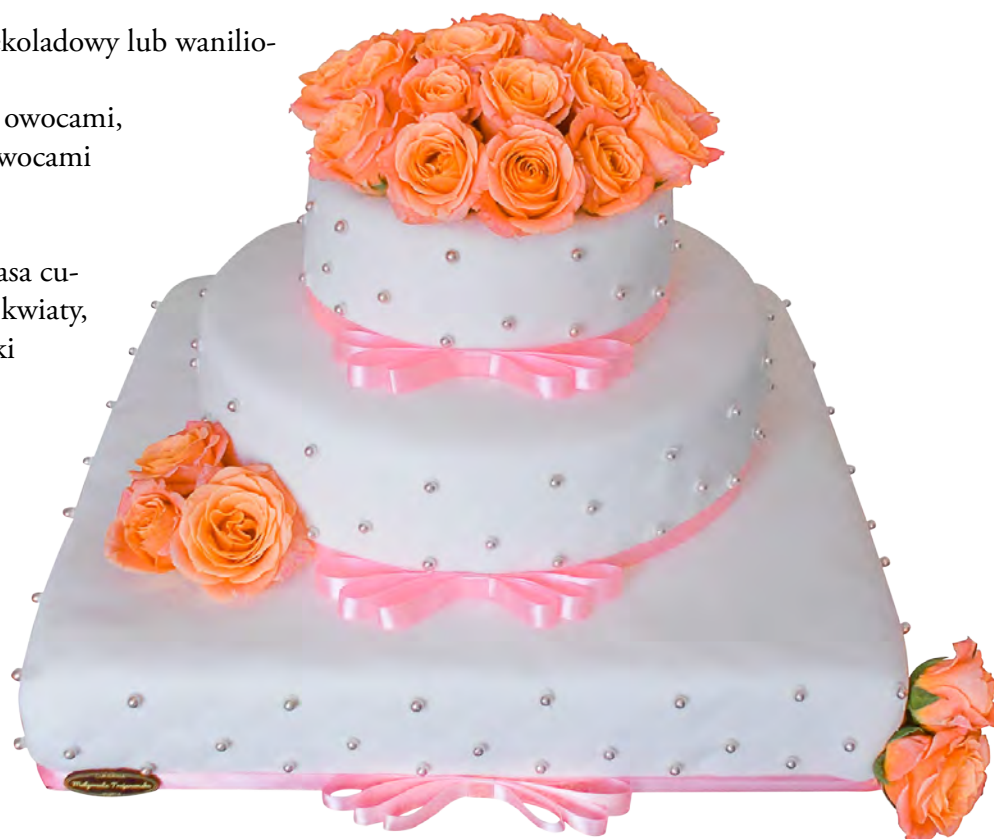 koladowy lub wanilio-
owocami,
wocami
asa cu-
kwiaty,
ki